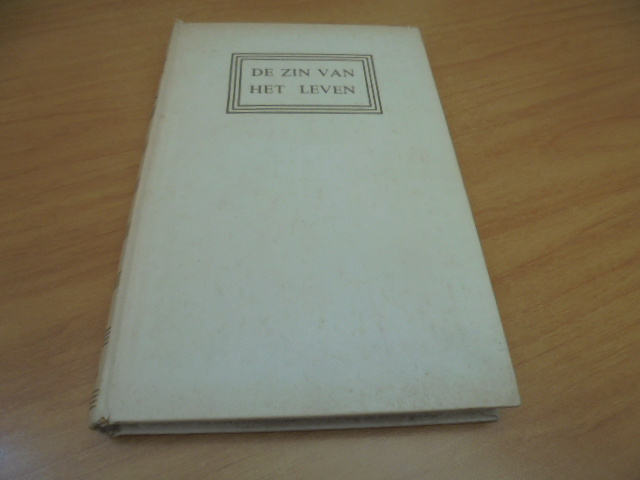 DE ZIN VAN
HET LEVEN